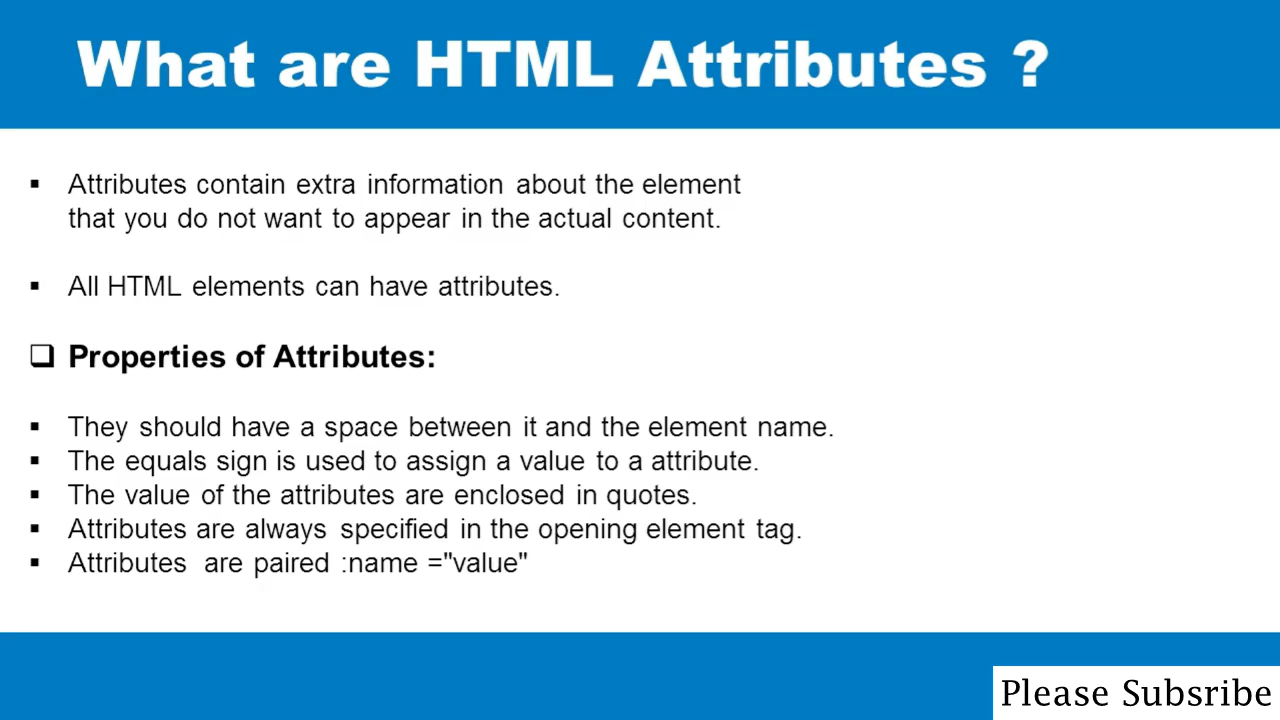 What are HTML Attributes ?
▪ Attributes contain extra information about the element
that you do not want to appear in the actual content.
▪ All HTML elements can have attributes.
❑ Properties of Attributes:
▪ They should have a space between it and the element name.
▪ The equals sign is used to assign a value to a attribute.
▪ The value of the attributes are enclosed in quotes.
▪ Attributes are always specified in the opening element tag.
▪ Attributes are paired :name ="value"
Please Subsribe